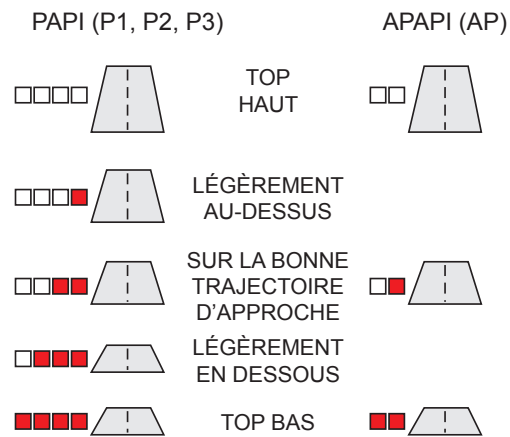 PAPI (P1, P2, P3)
APAPI (AP)
TOP
HAUT
LÉGÈREMENT
AU-DESSUS
SUR LA BONNE
TRAJECTOIRE
D'APPROCHE
LÉGÈREMENT
EN DESSOUS
TOP BAS